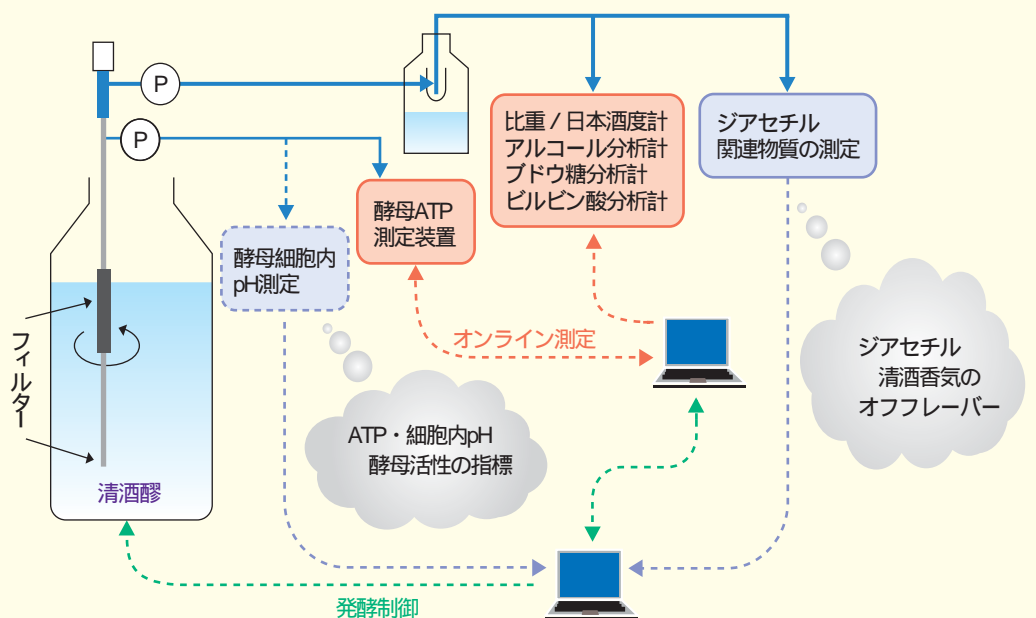 P
P
比重 / 日本酒度計
アルコール分析計
ブドウ糖分析計
ビルビン酸分析計
ジアセチル
関連物質の測定
酵母ATP
測定装置
酵母細胞内
pH測定
オンライン測定
フィルター
ジアセチル
清酒香気の
オフフレーバー
ATP・細胞内pH
酵母活性の指標
清酒醪
発酵制御